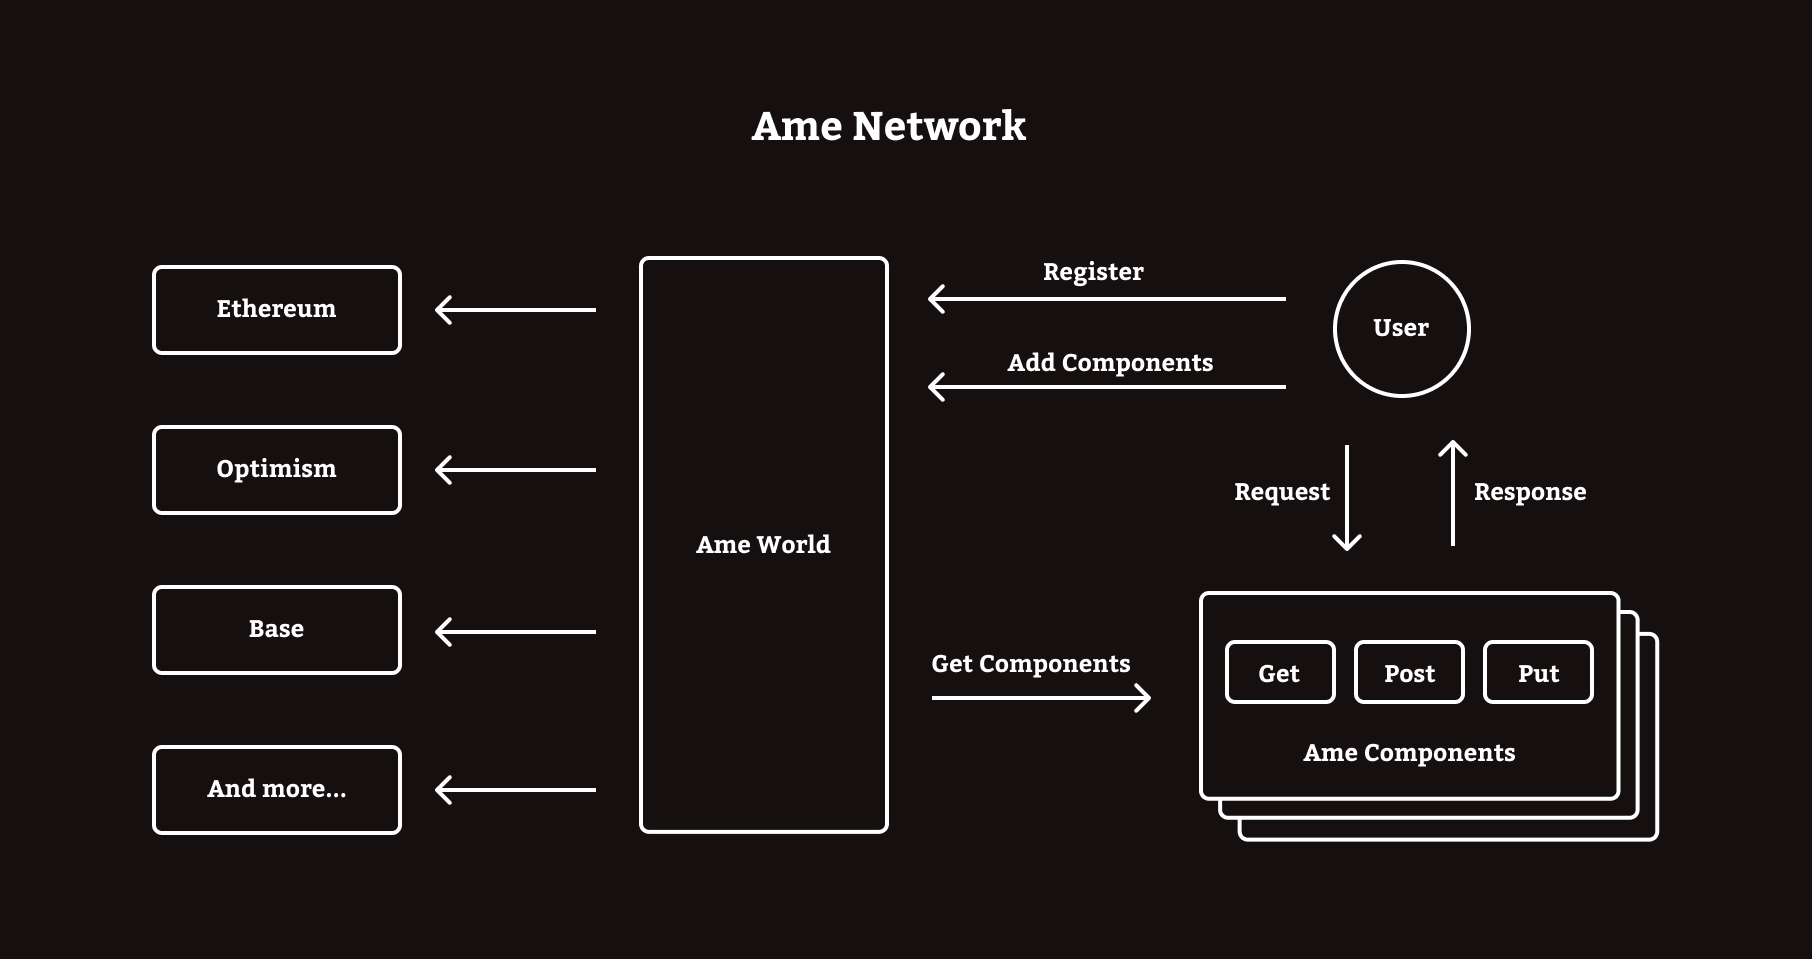 Ame Network
Ethereum
Optimism
Base
And more...
Ame World
Register
Add Components
User
Request
Response
Get Components
Get
Post
Put
Ame Components